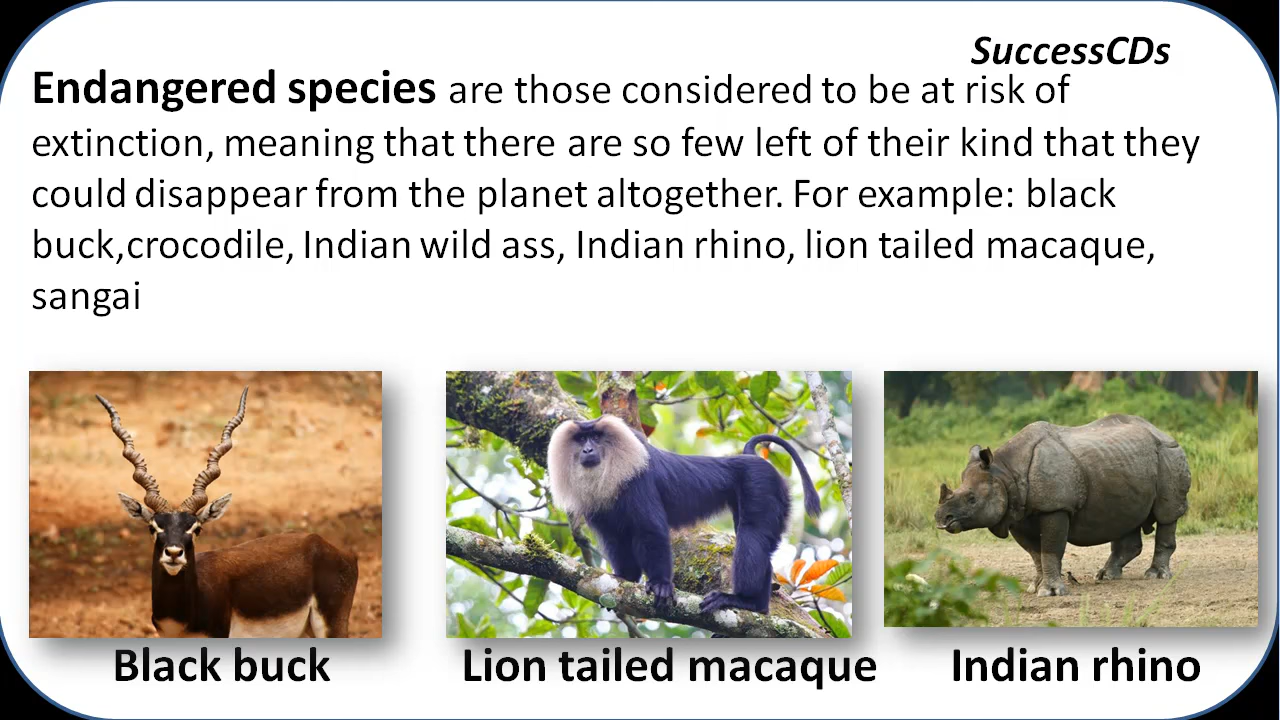 SuccessCDs
Endangered species are those considered to be at risk of
extinction, meaning that there are so few left of their kind that they
could disappear from the planet altogether. For example: black
buck,crocodile, Indian wild ass, Indian rhino, lion tailed macaque,
sangai
Black buck
Lion tailed macaque
Indian rhino